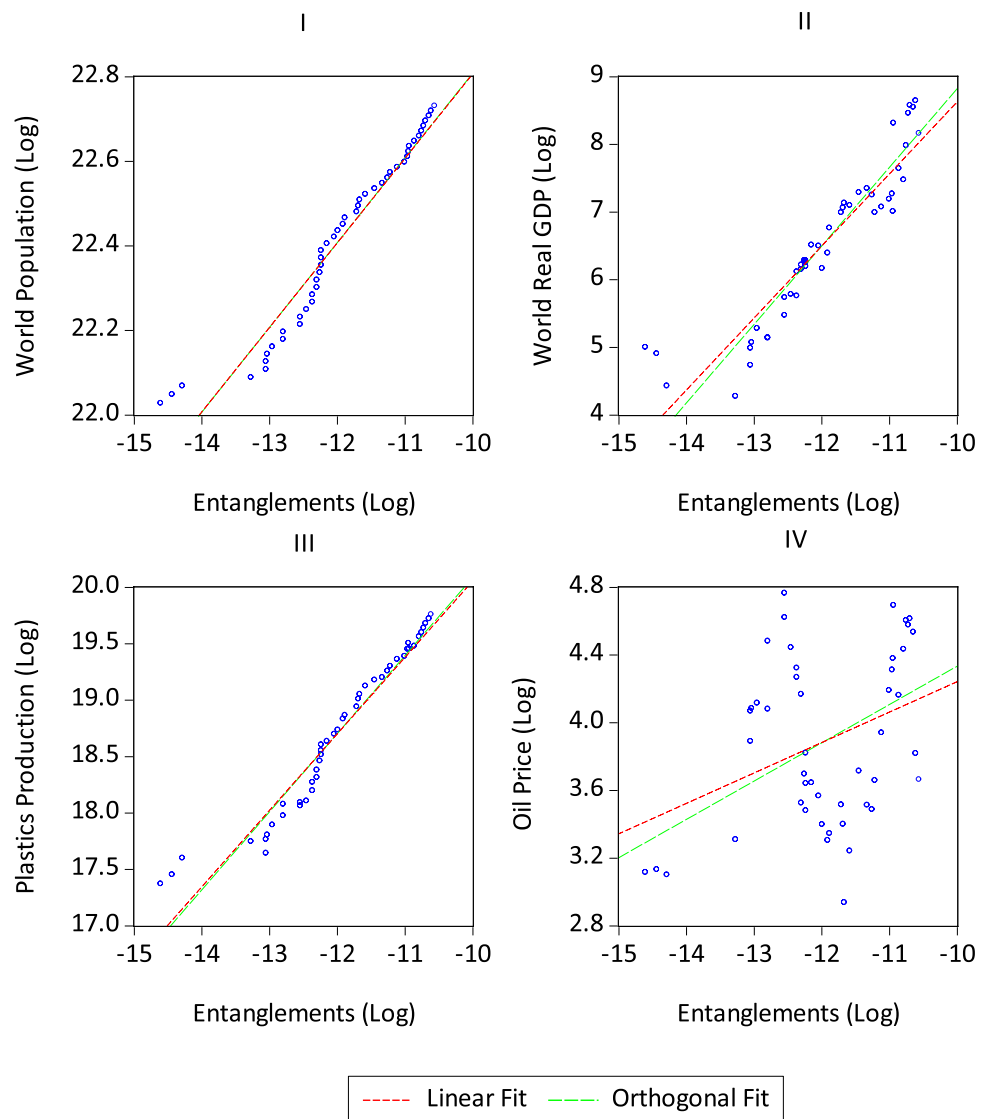 I
22.8
22.6
22.4
22.2
22.0
World Population (Log)
-15 -14 -13 -12 -11 -10
Entanglements (Log)
II
9
8
7
6
5
4
World Real GDP (Log)
-15 -14 -13 -12 -11 -10
Entanglements (Log)
III
20.0
19.5
19.0
18.5
18.0
17.5
17.0
Plastics Production (Log)
-15 -14 -13 -12 -11 -10
Entanglements (Log)
IV
4.8
4.4
4.0
3.6
3.2
2.8
Oil Price (Log)
-15 -14 -13 -12 -11 -10
Entanglements (Log)
Linear Fit Orthogonal Fit